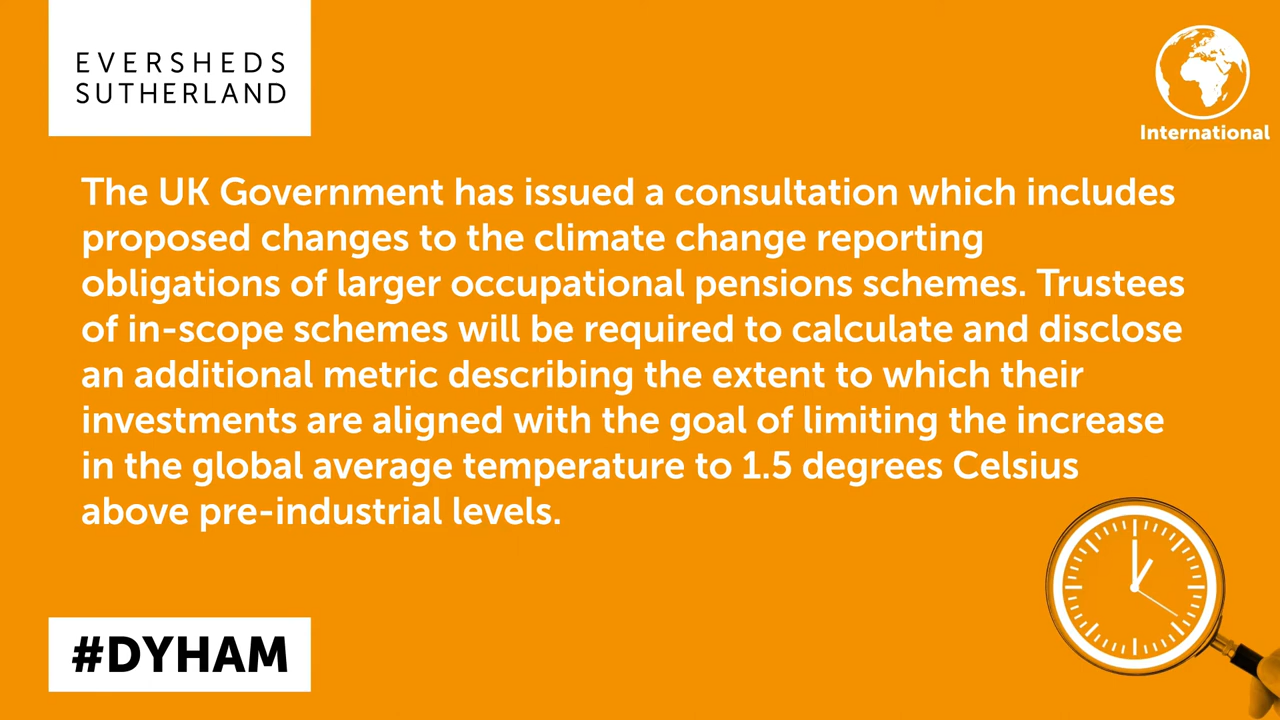 EVERSHEDS
SUTHERLAND
International
The UK Government has issued a consultation which includes
proposed changes to the climate change reporting
obligations of larger occupational pensions schemes. Trustees
of in-scope schemes will be required to calculate and disclose
an additional metric describing the extent to which their
investments are aligned with the goal of limiting the increase
in the global average temperature to 1.5 degrees Celsius
above pre-industrial levels.
#DYHAM